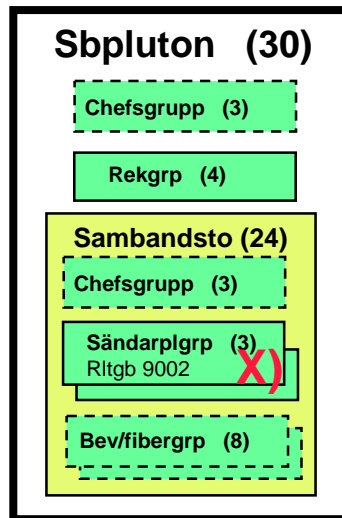 Sbpluton (30)
Chefsgrupp (3)
Rekgrp (4)
Sambandsto (24)
Chefsgrupp (3)
Sändarplgrp (3)
Rltgb 9002
X)
Bev/fibergrp (8)